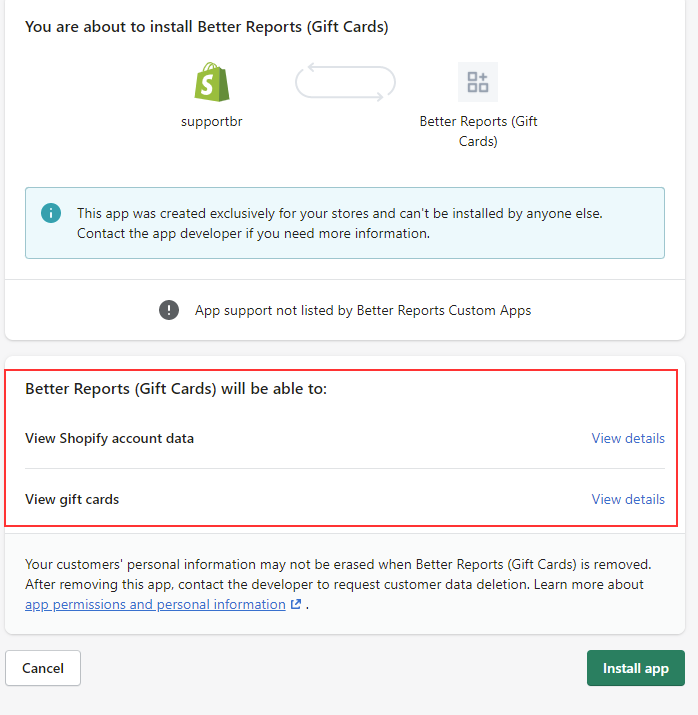 You are about to install Better Reports (Gift Cards)
supportbr
Better Reports (Gift
Cards)
This app was created exclusively for your stores and can't be installed by anyone else.
Contact the app developer if you need more information.
App support not listed by Better Reports Custom Apps
Better Reports (Gift Cards) will be able to:
View Shopify account data
View details
View gift cards
View details
Your customers' personal information may not be erased when Better Reports (Gift Cards) is removed.
After removing this app, contact the developer to request customer data deletion. Learn more about
app permissions and personal information .
Cancel
Install app